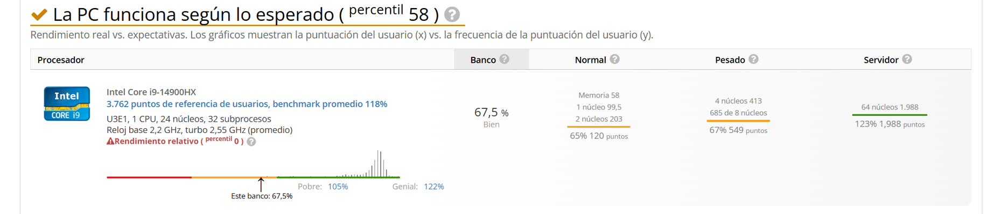 La PC funciona según lo esperado ( percentil 58 ) ?
Rendimiento real vs. expectativas. Los gráficos muestran la puntuación del usuario (x) vs. la frecuencia de la puntuación del usuario (y).
Procesador Banco ? Normal ? Pesado ? Servidor ?
Intel CORE i9
Intel Core i9-14900HX
3.762 puntos de referencia de usuarios, benchmark promedio 118%
U3E1, 1 CPU, 24 núcleos, 32 subprocesos
Reloj base 2,2 GHz, turbo 2,55 GHz (promedio)
Rendimiento relativo ( percentil 0 ) ?
Pobre: 105% Genial: 122%
Este banco: 67,5%
67,5 %
Bien
Memoria 58
1 núcleo 99,5
2 núcleos 203
65% 120 puntos
4 núcleos 413
685 de 8 núcleos
67% 549 puntos
64 núcleos 1.988
123% 1,988 puntos